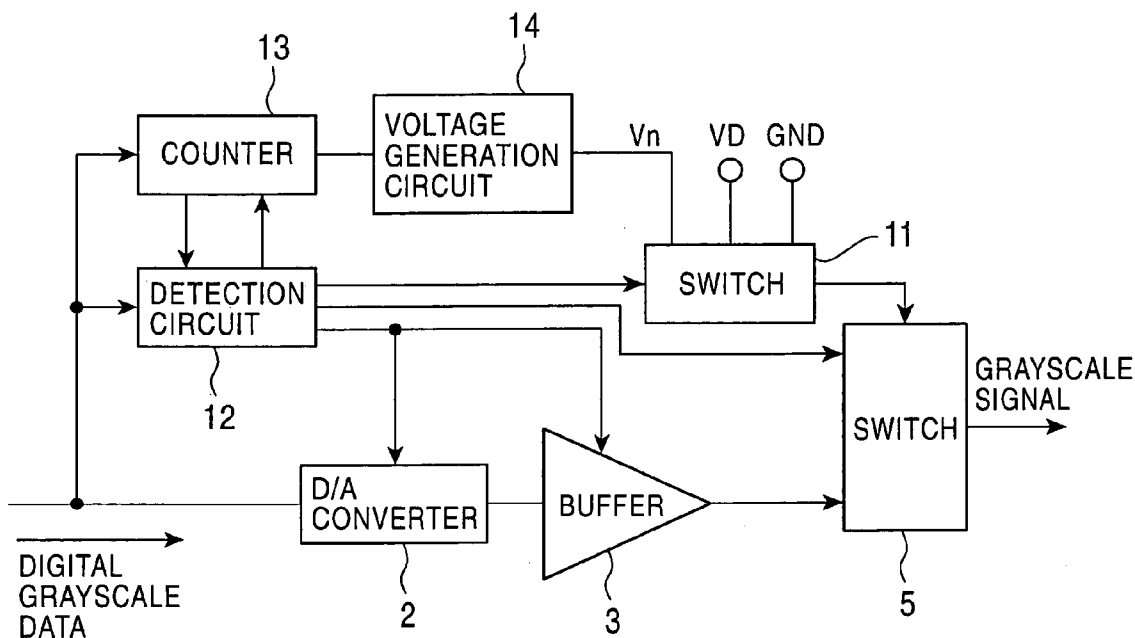 14
13
VOLTAGE
GENERATION
CIRCUIT
Vn
VD
GND
COUNTER
11
SWITCH
DETECTION
CIRCUIT
12
GRAYSCALE
SIGNAL
SWITCH
D/A
CONVERTER
BUFFER
DIGITAL
GRAYSCALE
DATA
2
3
5